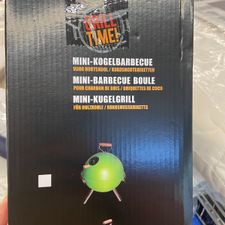 GRILL
TIME!
MINI-KOGELBARBECUE
VOOR HOUTSKOOL / KOKOSNOOTBRIKETTEN
MINI-BARBECUE BOULE
POUR CHARBON DE BOIS / BRIQUETTES DE COCO
MINI-KUGELGRILL
FÜR HOLZKOHLE / KOKOSNUSSBRIKETTS